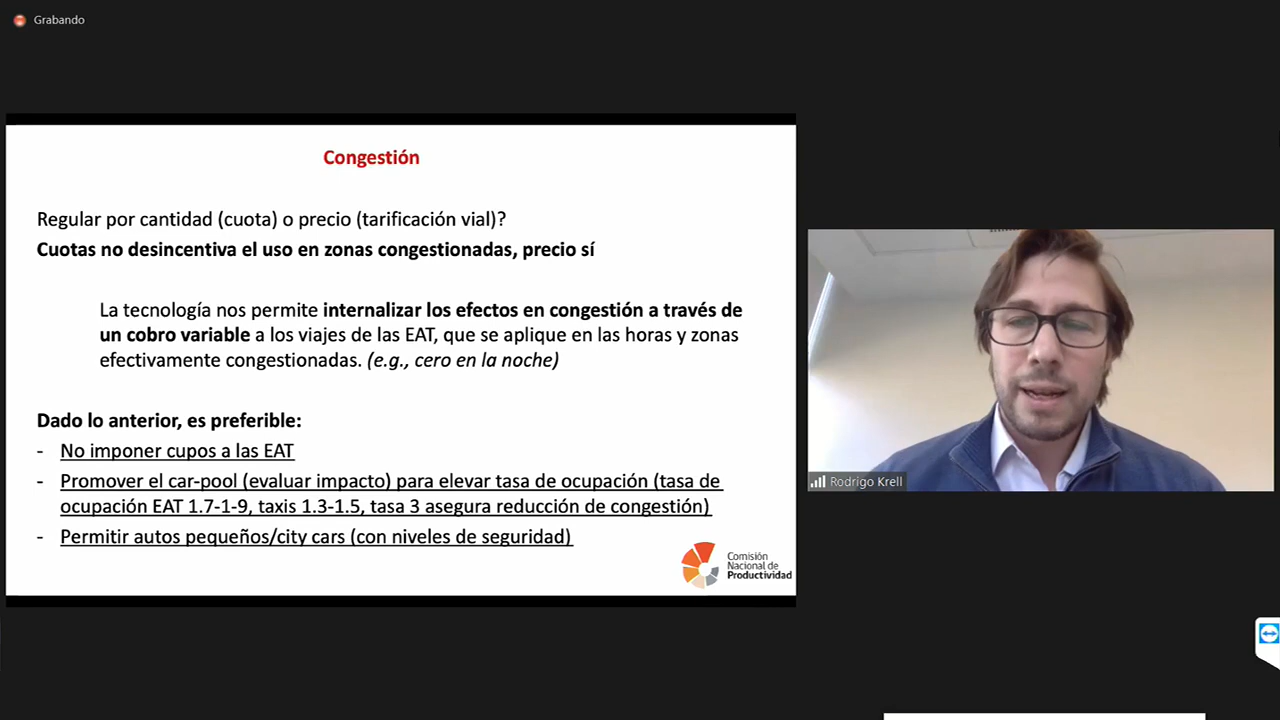 Grabando
Congestión
Regular por cantidad (cuota) o precio (tarificación vial)?
Cuotas no desincentiva el uso en zonas congestionadas, precio sí
La tecnología nos permite internalizar los efectos en congestión a través de
un cobro variable a los viajes de las EAT, que se aplique en las horas y zonas
efectivamente congestionadas. (e.g., cero en la noche)
Dado lo anterior, es preferible:
- No imponer cupos a las EAT
- Promover el car-pool (evaluar impacto) para elevar tasa de ocupación (tasa de
ocupación EAT 1.7-1-9, taxis 1.3-1.5, tasa 3 asegura reducción de congestión)
- Permitir autos pequeños/city cars (con niveles de seguridad)
Comisión
Nacional de
Productividad
Rodrigo Krell